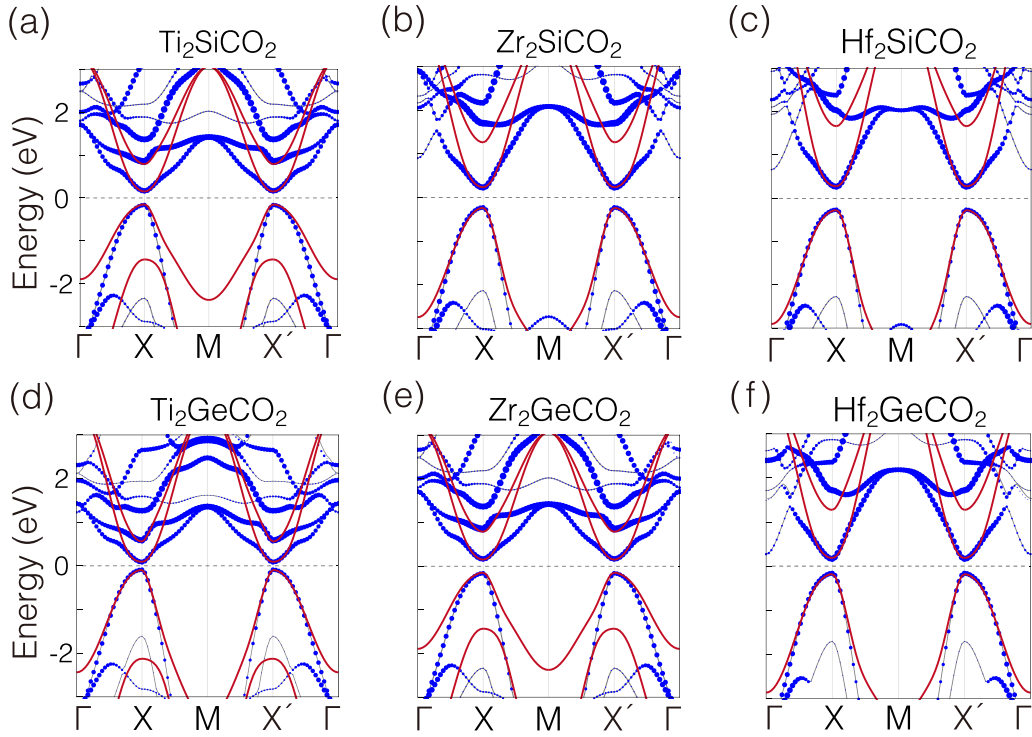 (a) (b) (c)
Ti₂SiCO₂ Zr₂SiCO₂ Hf₂SiCO₂
Energy (eV)
2
0
-2
Γ X M X′ Γ Γ X M X′ Γ Γ X M X′ Γ
(d) (e) (f)
Ti₂GeCO₂ Zr₂GeCO₂ Hf₂GeCO₂
Energy (eV)
2
0
-2
Γ X M X′ Γ Γ X M X′ Γ Γ X M X′ Γ